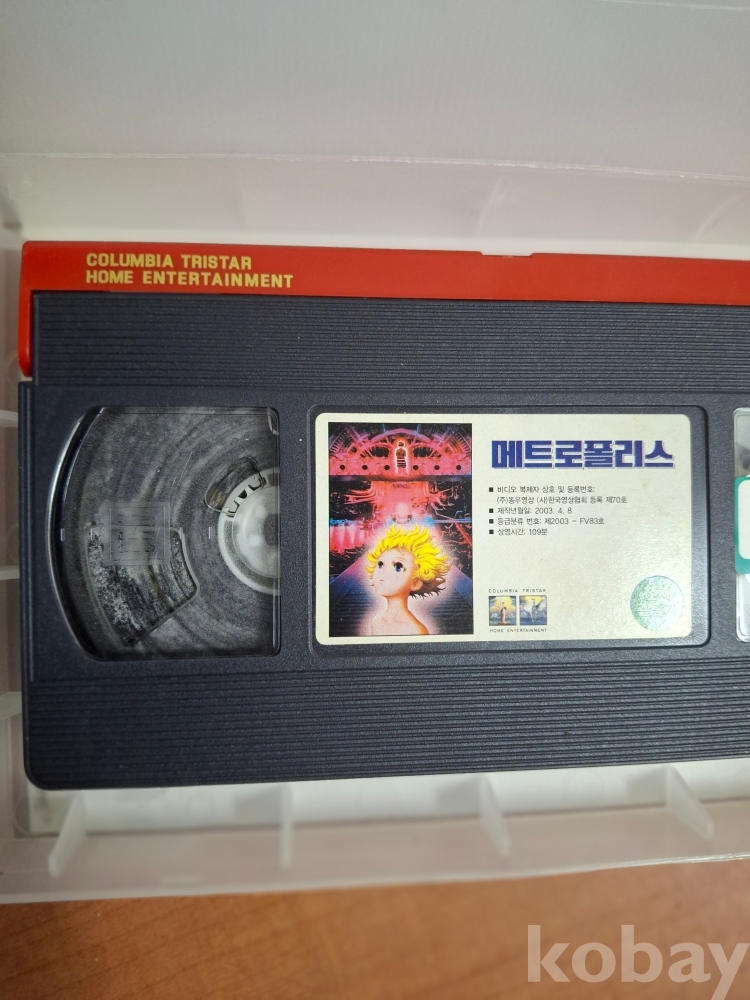 COLUMBIA TRISTAR
HOME ENTERTAINMENT
메트로폴리스
■ 비디오 복제자 상호 및 등록번호:
(주)동우영상 (사)한국영상협회 등록 제70호
■ 제작년월일: 2003. 4. 8
■ 등급분류 번호: 제2003 - FV83호
■ 상영시간: 109분
COLUMBIA TRISTAR
HOME ENTERTAINMENT
kobay